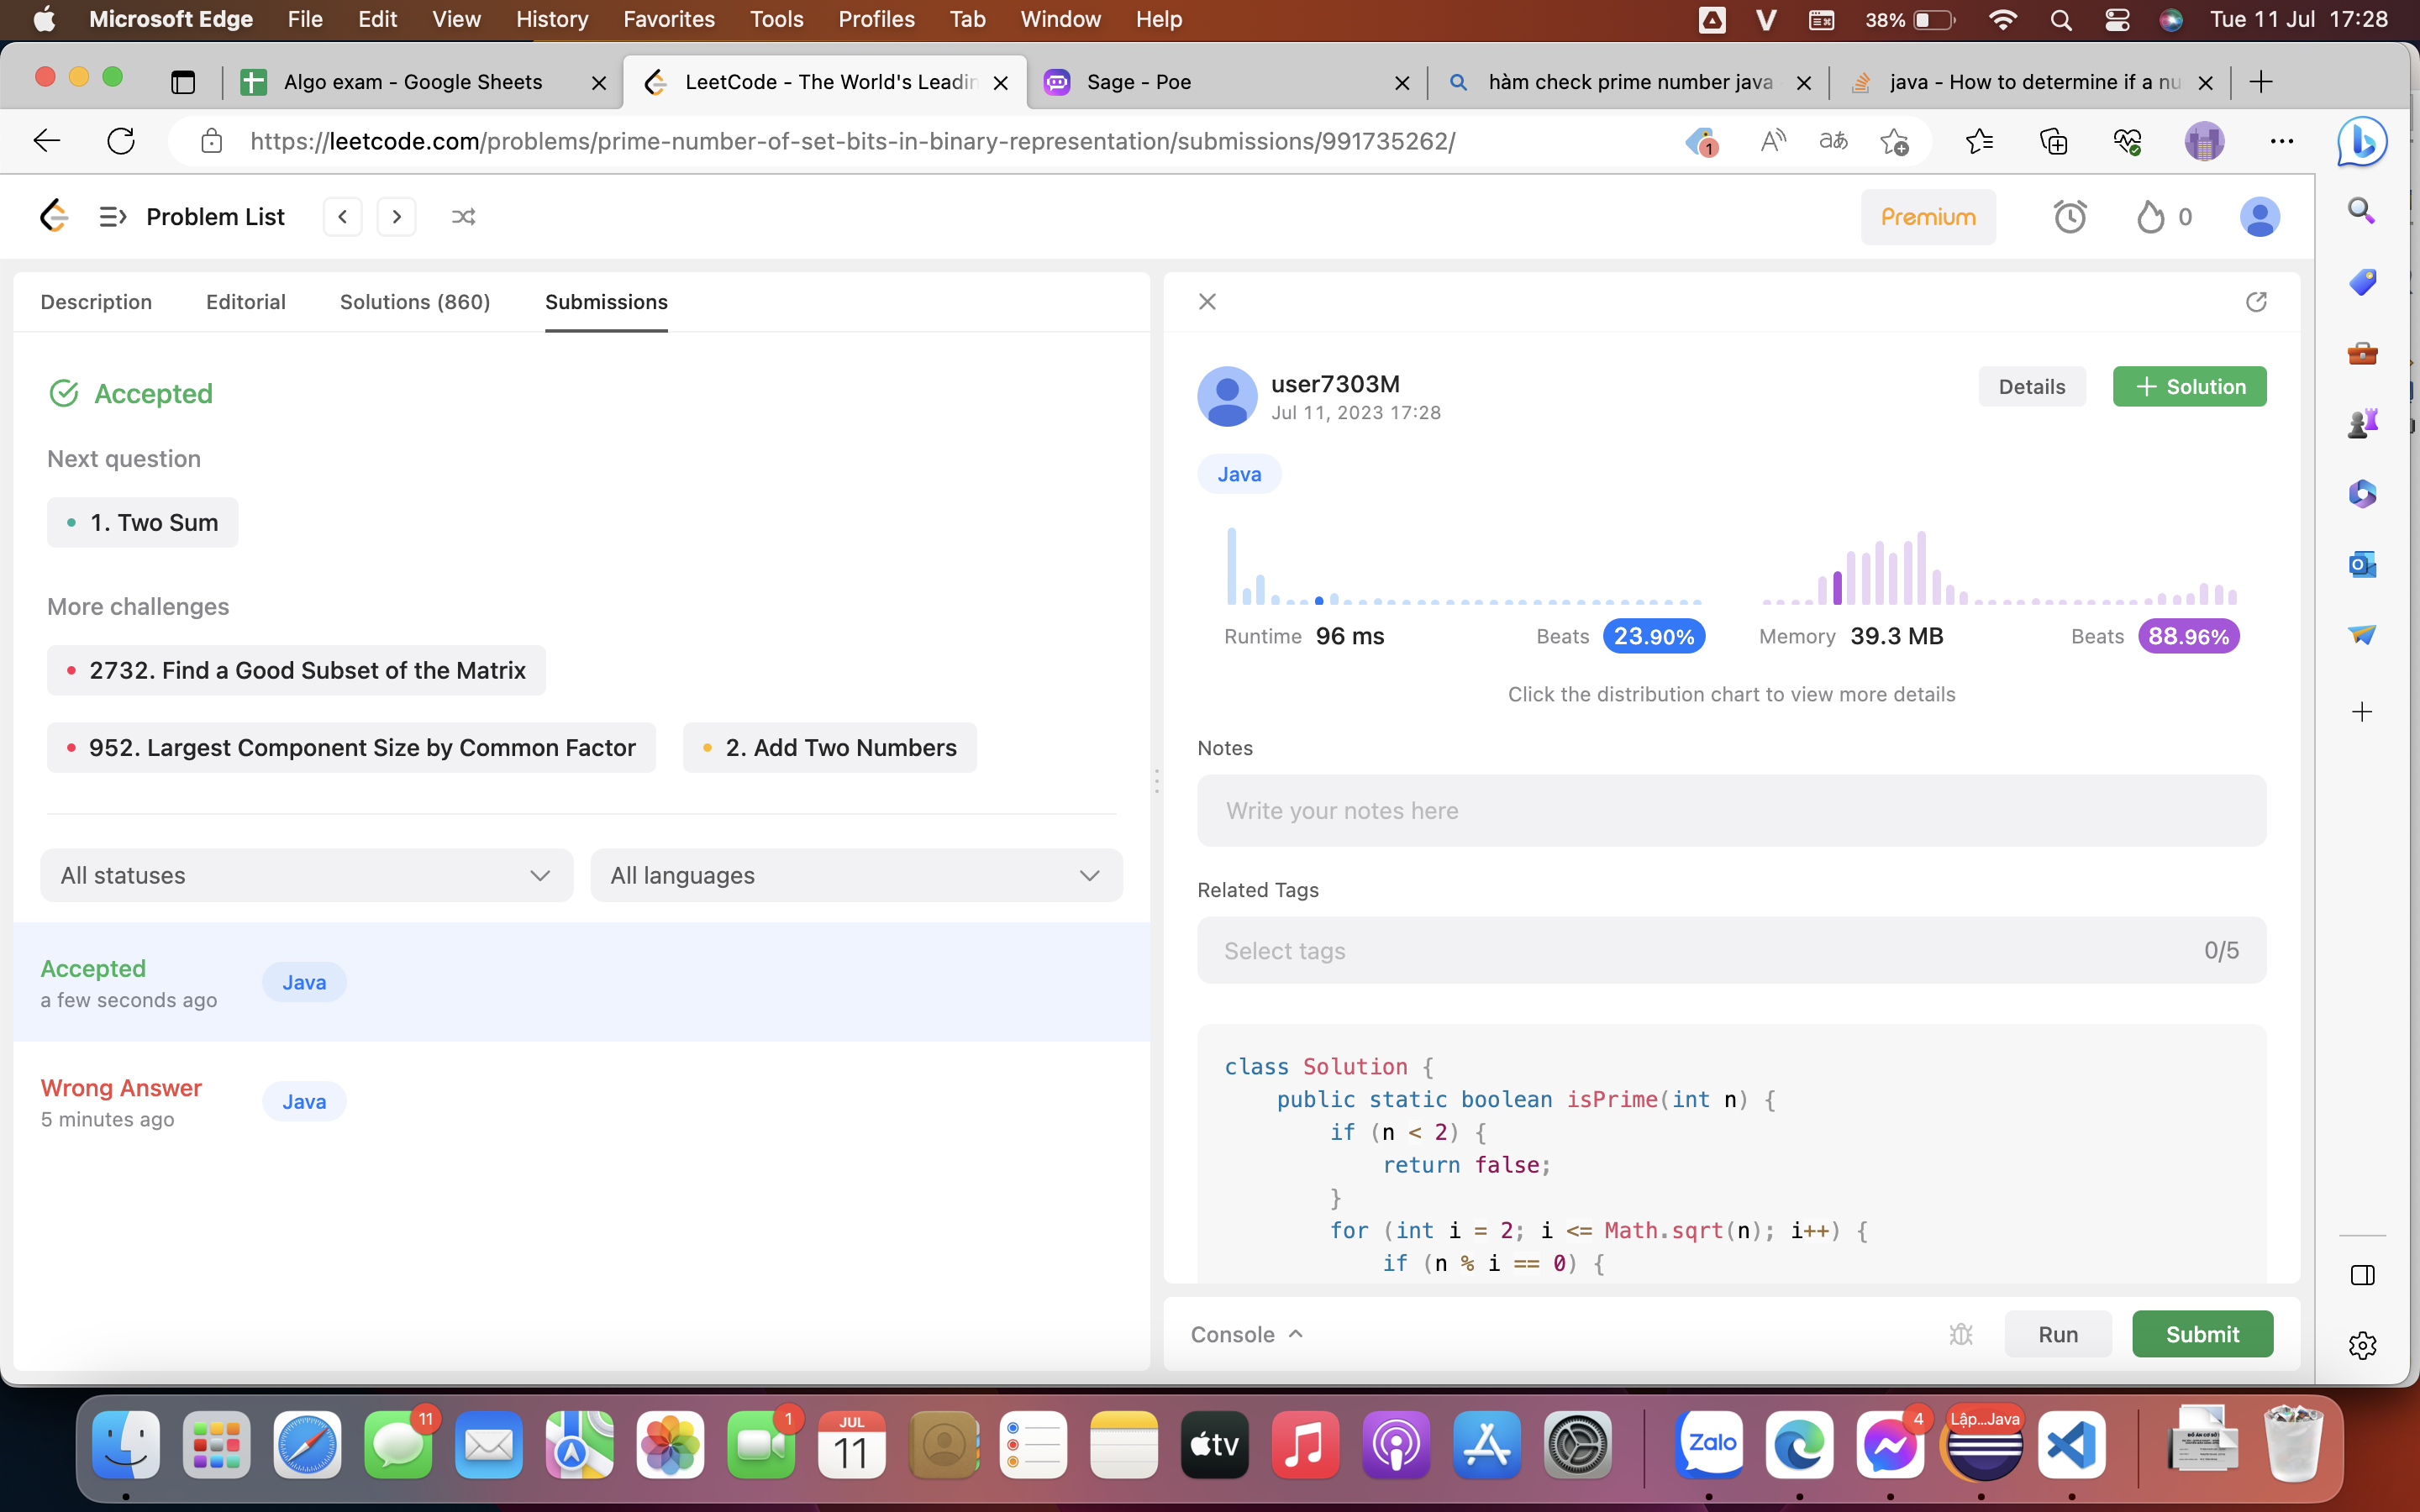 Microsoft Edge File Edit View History Favorites Tools Profiles Tab Window Help 38% Tue 11 Jul 17:28
Algo exam - Google Sheets LeetCode - The World's Leadin Sage - Poe hàm check prime number java java - How to determine if a nu
https://leetcode.com/problems/prime-number-of-set-bits-in-binary-representation/submissions/991735262/ 1
Problem List Premium 0
Description Editorial Solutions (860) Submissions
Accepted
Next question
1. Two Sum
More challenges
2732. Find a Good Subset of the Matrix
952. Largest Component Size by Common Factor 2. Add Two Numbers
All statuses All languages
Accepted Java
a few seconds ago
Wrong Answer Java
5 minutes ago
user7303M Details + Solution
Jul 11, 2023 17:28
Java
Runtime 96 ms Beats 23.90% Memory 39.3 MB Beats 88.96%
Click the distribution chart to view more details
Notes
Write your notes here
Related Tags
Select tags 0/5
class Solution {
public static boolean isPrime(int n) {
if (n < 2) {
return false;
}
for (int i = 2; i <= Math.sqrt(n); i++) {
if (n % i == 0) {
Console Run Submit
11 1 JUL 11 tv Zalo 4 Lập...Java